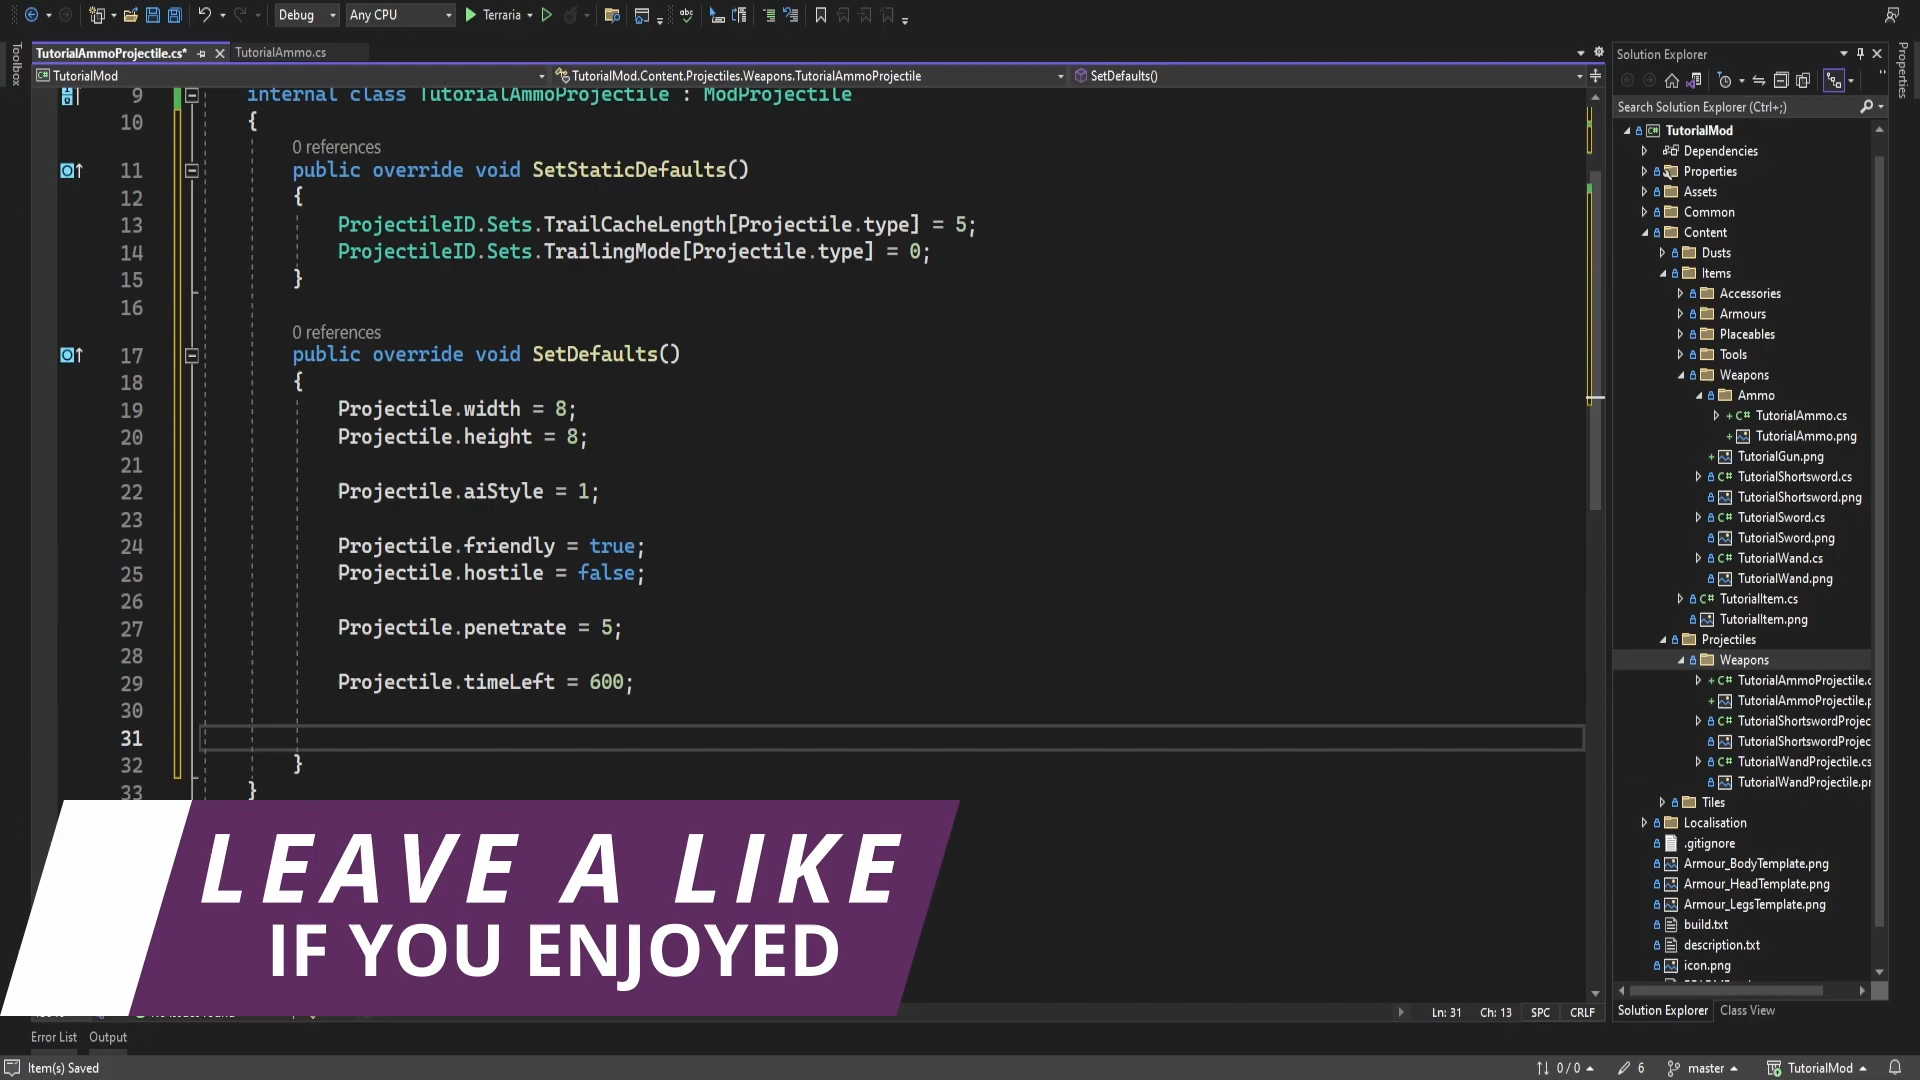 Debug
Any CPU
Terraria
TutorialAmmoProjectile.cs*
TutorialAmmo.cs
Toolbox
Properties
TutorialMod
TutorialMod.Content.Projectiles.Weapons.TutorialAmmoProjectile
SetDefaults()
9 internal class TutorialAmmoProjectile : ModProjectile
10 {
0 references
11 public override void SetStaticDefaults()
12 {
13 ProjectileID.Sets.TrailCacheLength[Projectile.type] = 5;
14 ProjectileID.Sets.TrailingMode[Projectile.type] = 0;
15 }
16
0 references
17 public override void SetDefaults()
18 {
19 Projectile.width = 8;
20 Projectile.height = 8;
21
22 Projectile.aiStyle = 1;
23
24 Projectile.friendly = true;
25 Projectile.hostile = false;
26
27 Projectile.penetrate = 5;
28
29 Projectile.timeLeft = 600;
30
31
32 }
33 }
LEAVE A LIKE
IF YOU ENJOYED
Ln: 31 Ch: 13 SPC CRLF
Error List Output
Item(s) Saved
Solution Explorer
Search Solution Explorer (Ctrl+;)
TutorialMod
Dependencies
Properties
Assets
Common
Content
Dusts
Items
Accessories
Armours
Placeables
Tools
Weapons
Ammo
TutorialAmmo.cs
TutorialAmmo.png
TutorialGun.png
TutorialShortsword.cs
TutorialShortsword.png
TutorialSword.cs
TutorialSword.png
TutorialWand.cs
TutorialWand.png
TutorialItem.cs
TutorialItem.png
Projectiles
Weapons
TutorialAmmoProjectile.c
TutorialAmmoProjectile.p
TutorialShortswordProjec
TutorialShortswordProjec
TutorialWandProjectile.cs
TutorialWandProjectile.pr
Tiles
Localisation
.gitignore
Armour_BodyTemplate.png
Armour_HeadTemplate.png
Armour_LegsTemplate.png
build.txt
description.txt
icon.png
Solution Explorer Class View
0 / 0 6 master TutorialMod